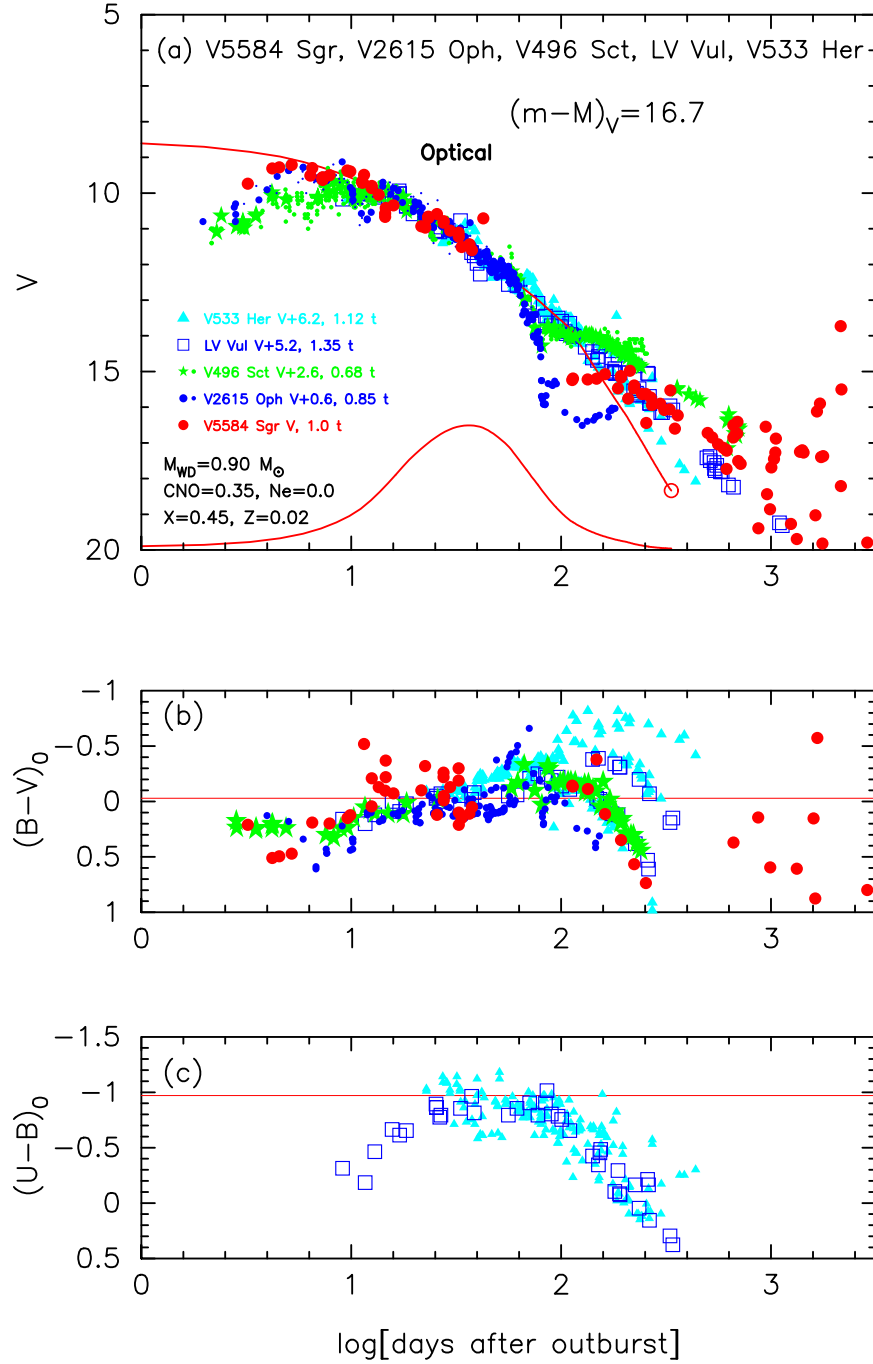 5
(a) V5584 Sgr, V2615 Oph, V496 Sct, LV Vul, V533 Her
(m−M)V=16.7
Optical
10
V
V533 Her V+6.2, 1.12 t
LV Vul V+5.2, 1.35 t
15
V496 Sct V+2.6, 0.68 t
V2615 Oph V+0.6, 0.85 t
V5584 Sgr V, 1.0 t
MWD=0.90 M⊙
CNO=0.35, Ne=0.0
X=0.45, Z=0.02
20
0 1 2 3
−1
(b)
−0.5
(B−V)0
0
0.5
1
0 1 2 3
−1.5
(c)
−1
(U−B)0
−0.5
0
0.5
0 1 2 3
log[days after outburst]